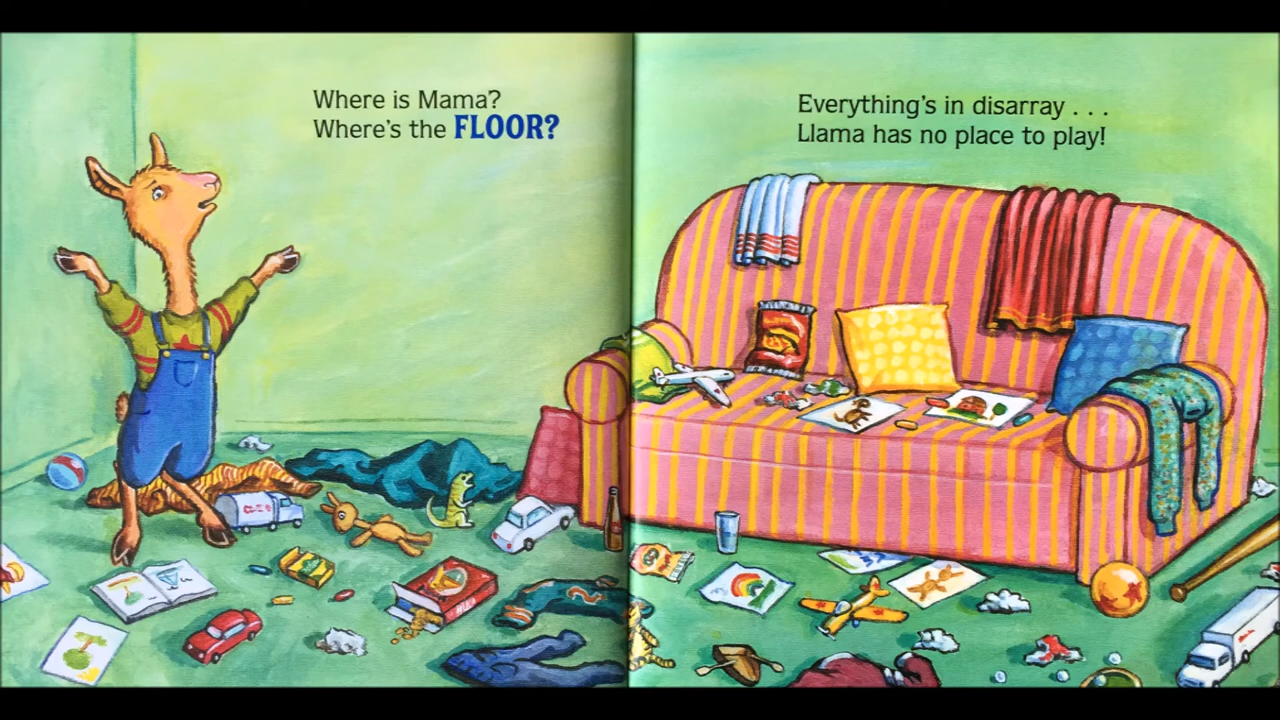 Where is Mama?
Where's the FLOOR?
Everything's in disarray . . .
Llama has no place to play!